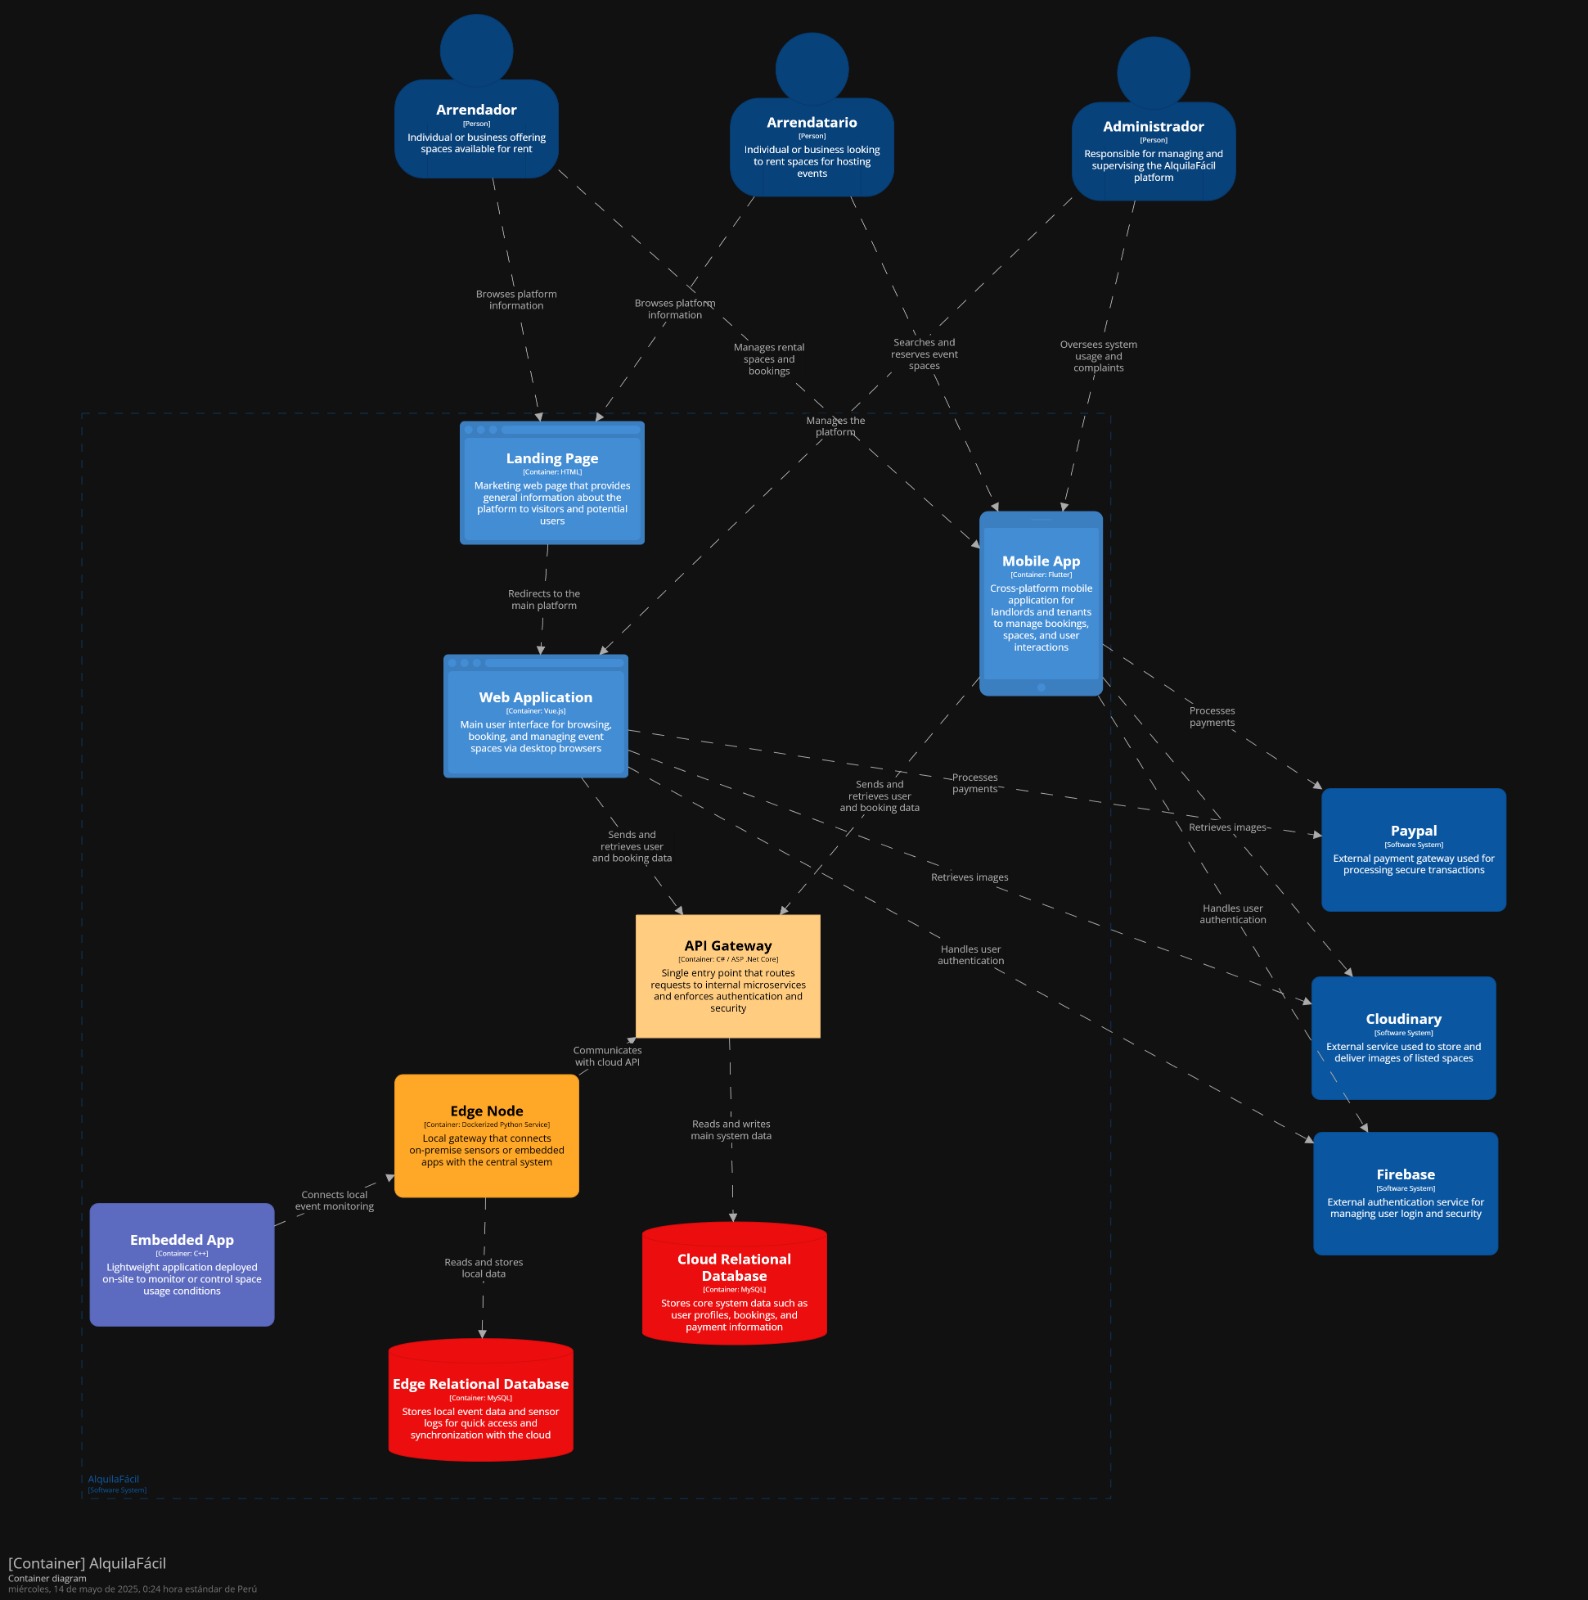 Arrendador
[Person]
Individual or business offering
spaces available for rent
Arrendatario
[Person]
Individual or business looking
to rent spaces for hosting
events
Administrador
[Person]
Responsible for managing and
supervising the AlquilaFácil
platform
Browses platform
information
Browses platform
information
Manages rental
spaces and
bookings
Searches and
reserves event
spaces
Oversees system
usage and
complaints
Manages the
platform
Landing Page
[Container: HTML]
Marketing web page that provides
general information about the
platform to visitors and potential
users
Mobile App
[Container: Flutter]
Cross-platform mobile
application for
landlords and tenants
to manage bookings,
spaces, and user
interactions
Redirects to the
main platform
Web Application
[Container: Vue.js]
Main user interface for browsing,
booking, and managing event
spaces via desktop browsers
Processes
payments
Processes
payments
Sends and
retrieves user
and booking data
Sends and
retrieves user
and booking data
Retrieves images
Paypal
[Software System]
External payment gateway used for
processing secure transactions
Retrieves images
Handles user
authentication
Handles user
authentication
API Gateway
[Container: C# / ASP .Net Core]
Single entry point that routes
requests to internal microservices
and enforces authentication and
security
Cloudinary
[Software System]
External service used to store and
deliver images of listed spaces
Communicates
with cloud API
Edge Node
[Container: Dockerized Python Service]
Local gateway that connects
on-premise sensors or embedded
apps with the central system
Reads and writes
main system data
Firebase
[Software System]
External authentication service for
managing user login and security
Connects local
event monitoring
Embedded App
[Container: C++]
Lightweight application deployed
on-site to monitor or control space
usage conditions
Reads and stores
local data
Cloud Relational
Database
[Container: MySQL]
Stores core system data such as
user profiles, bookings, and
payment information
Edge Relational Database
[Container: MySQL]
Stores local event data and sensor
logs for quick access and
synchronization with the cloud
AlquilaFácil
[Software System]
[Container] AlquilaFácil
Container diagram
miércoles, 14 de mayo de 2025, 0:24 hora estándar de Perú